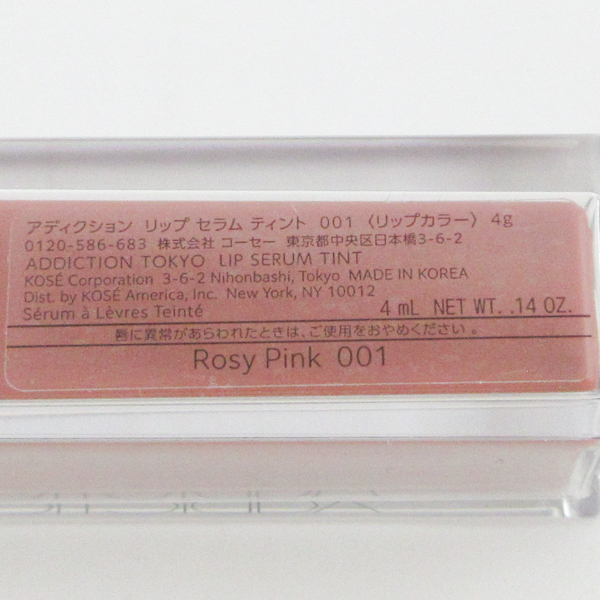 アディクション リップ セラム ティント 001 〈リップカラー〉 4g
0120-586-683 株式会社 コーセー 東京都中央区日本橋3-6-2
ADDICTION TOKYO LIP SERUM TINT
KOSÉ Corporation 3-6-2 Nihonbashi, Tokyo MADE IN KOREA
Dist. by KOSÉ America, Inc. New York, NY 10012
Sérum à Lèvres Teinté 4 mL NET WT. .14 OZ.
唇に異常があらわれたときは、ご使用をおやめください。
Rosy Pink 001